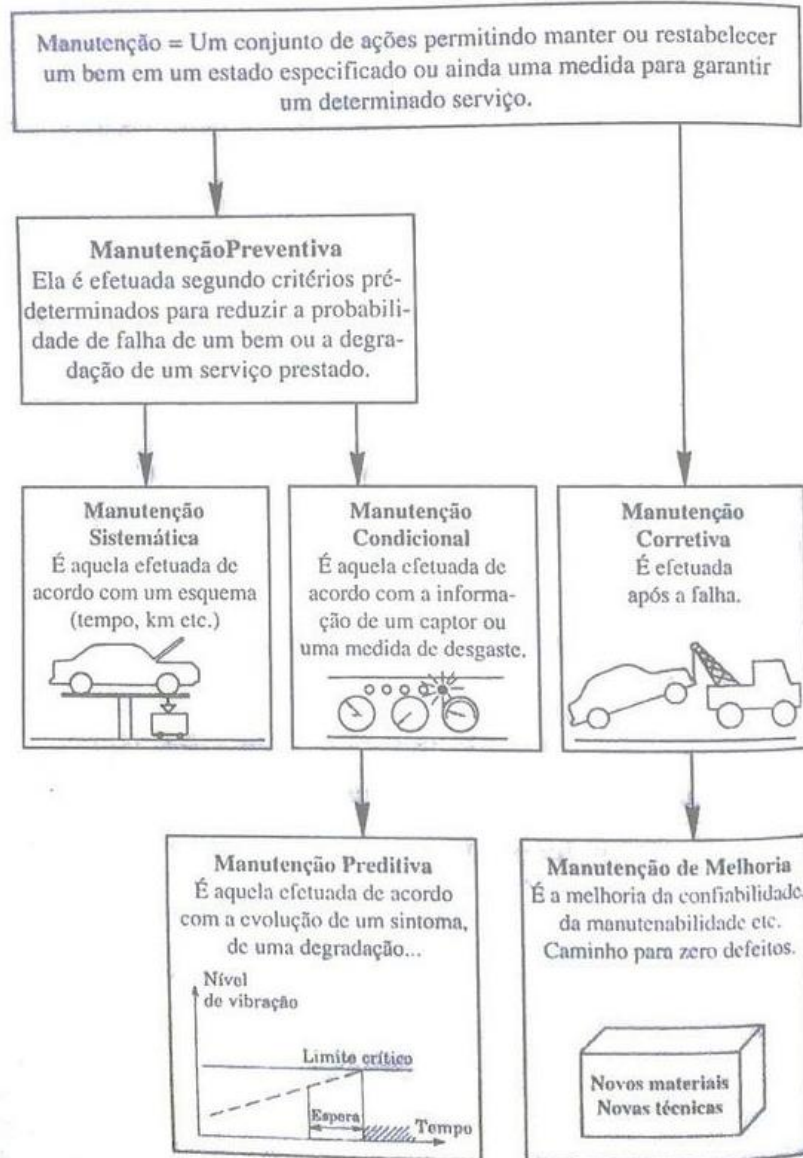 Manutenção = Um conjunto de ações permitindo manter ou restabelecer
um bem em um estado especificado ou ainda uma medida para garantir
um determinado serviço.
ManutençãoPreventiva
Ela é efetuada segundo critérios pré-
determinados para reduzir a probabili-
dade de falha de um bem ou a degra-
dação de um serviço prestado.
Manutenção
Sistemática
É aquela efetuada de
acordo com um esquema
(tempo, km etc.)
Manutenção
Condicional
É aquela efetuada de
acordo com a informa-
ção de um captor ou
uma medida de desgaste.
Manutenção
Corretiva
É efetuada
após a falha.
Manutenção Preditiva
É aquela efetuada de acordo
com a evolução de um sintoma,
de uma degradação...
Nível
de vibração
Limite crítico
Espera
Tempo
Manutenção de Melhoria
É a melhoria da confiabilidade,
da manutenabilidade etc.
Caminho para zero defeitos.
Novos materiais
Novas técnicas